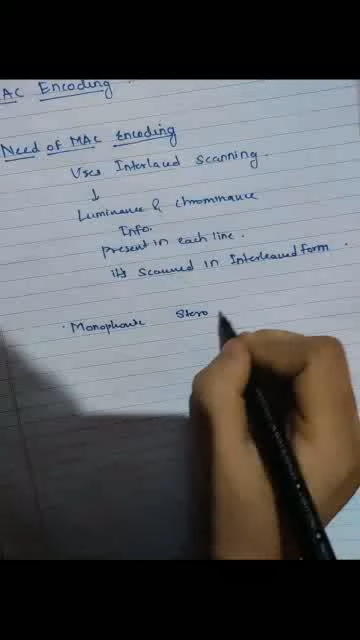 MAC Encoding
Need of MAC Encoding
Uses Interlaced scanning.
↓
Luminance & chrominance
Info.
Present in each line.
its scanned in Interleaved form.
· Monophonic Stero